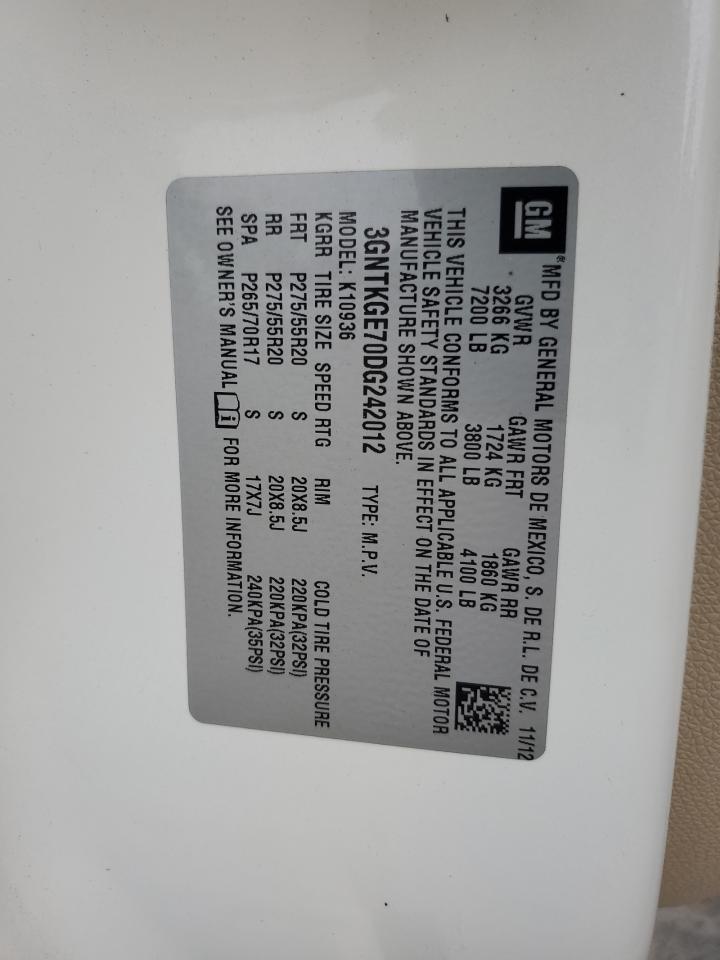 GM® MFD BY GENERAL MOTORS DE MEXICO, S. DE R.L. DE C.V. 11/12
GVWR GAWR FRT GAWR RR
3266 KG 1724 KG 1860 KG
7200 LB 3800 LB 4100 LB
THIS VEHICLE CONFORMS TO ALL APPLICABLE U.S. FEDERAL MOTOR
VEHICLE SAFETY STANDARDS IN EFFECT ON THE DATE OF
MANUFACTURE SHOWN ABOVE.
3GNTKGE70DG242012 TYPE: M.P.V.
MODEL: K10936
KGRR TIRE SIZE SPEED RTG RIM COLD TIRE PRESSURE
FRT P275/55R20 S 20X8.5J 220KPA(32PSI)
RR P275/55R20 S 20X8.5J 220KPA(32PSI)
SPA P265/70R17 S 17X7J 240KPA(35PSI)
SEE OWNER'S MANUAL FOR MORE INFORMATION.